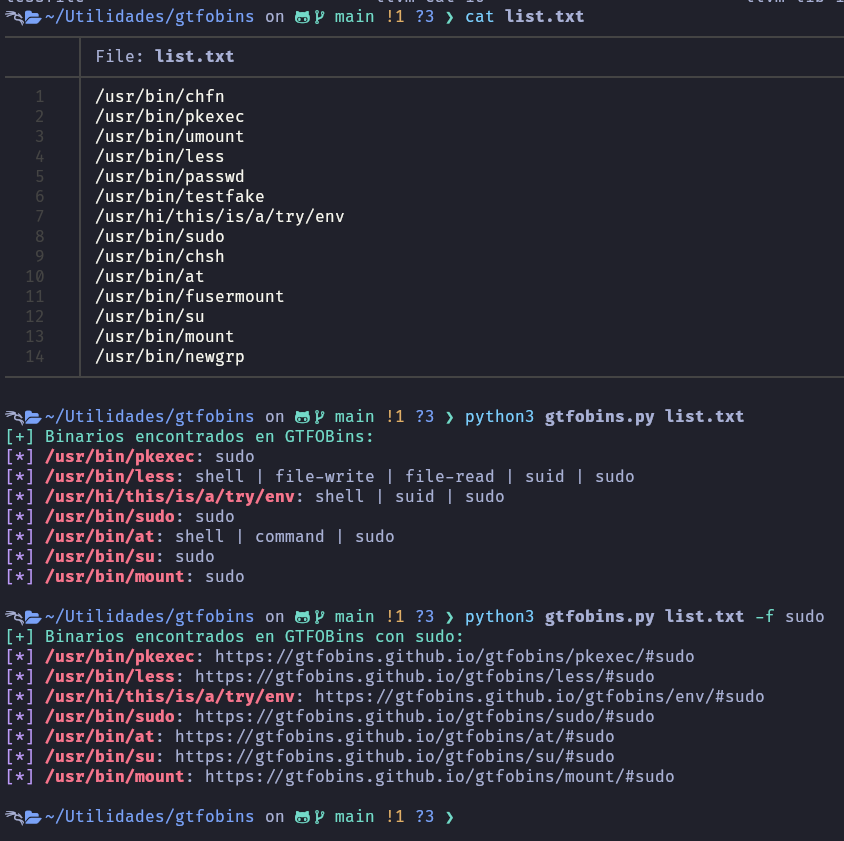 ~/Utilidades/gtfobins on main !1 ?3 ❯ cat list.txt
File: list.txt
1 /usr/bin/chfn
2 /usr/bin/pkexec
3 /usr/bin/umount
4 /usr/bin/less
5 /usr/bin/passwd
6 /usr/bin/testfake
7 /usr/hi/this/is/a/try/env
8 /usr/bin/sudo
9 /usr/bin/chsh
10 /usr/bin/at
11 /usr/bin/fusermount
12 /usr/bin/su
13 /usr/bin/mount
14 /usr/bin/newgrp
~/Utilidades/gtfobins on main !1 ?3 ❯ python3 gtfobins.py list.txt
[+] Binarios encontrados en GTFOBins:
[*] /usr/bin/pkexec: sudo
[*] /usr/bin/less: shell | file-write | file-read | suid | sudo
[*] /usr/hi/this/is/a/try/env: shell | suid | sudo
[*] /usr/bin/sudo: sudo
[*] /usr/bin/at: shell | command | sudo
[*] /usr/bin/su: sudo
[*] /usr/bin/mount: sudo
~/Utilidades/gtfobins on main !1 ?3 ❯ python3 gtfobins.py list.txt -f sudo
[+] Binarios encontrados en GTFOBins con sudo:
[*] /usr/bin/pkexec: https://gtfobins.github.io/gtfobins/pkexec/#sudo
[*] /usr/bin/less: https://gtfobins.github.io/gtfobins/less/#sudo
[*] /usr/hi/this/is/a/try/env: https://gtfobins.github.io/gtfobins/env/#sudo
[*] /usr/bin/sudo: https://gtfobins.github.io/gtfobins/sudo/#sudo
[*] /usr/bin/at: https://gtfobins.github.io/gtfobins/at/#sudo
[*] /usr/bin/su: https://gtfobins.github.io/gtfobins/su/#sudo
[*] /usr/bin/mount: https://gtfobins.github.io/gtfobins/mount/#sudo
~/Utilidades/gtfobins on main !1 ?3 ❯